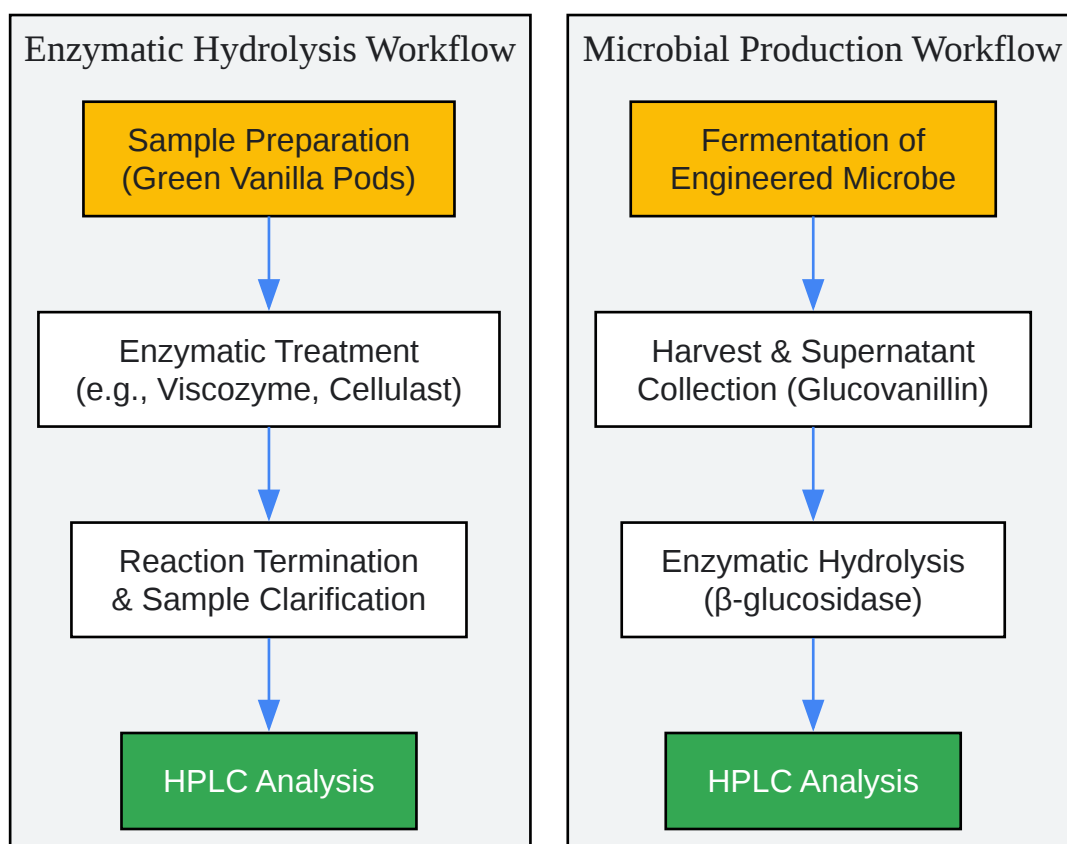 Enzymatic Hydrolysis Workflow
Sample Preparation
(Green Vanilla Pods)
Enzymatic Treatment
(e.g., Viscozyme, Cellulast)
Reaction Termination
& Sample Clarification
HPLC Analysis
Microbial Production Workflow
Fermentation of
Engineered Microbe
Harvest & Supernatant
Collection (Glucovanillin)
Enzymatic Hydrolysis
(β-glucosidase)
HPLC Analysis